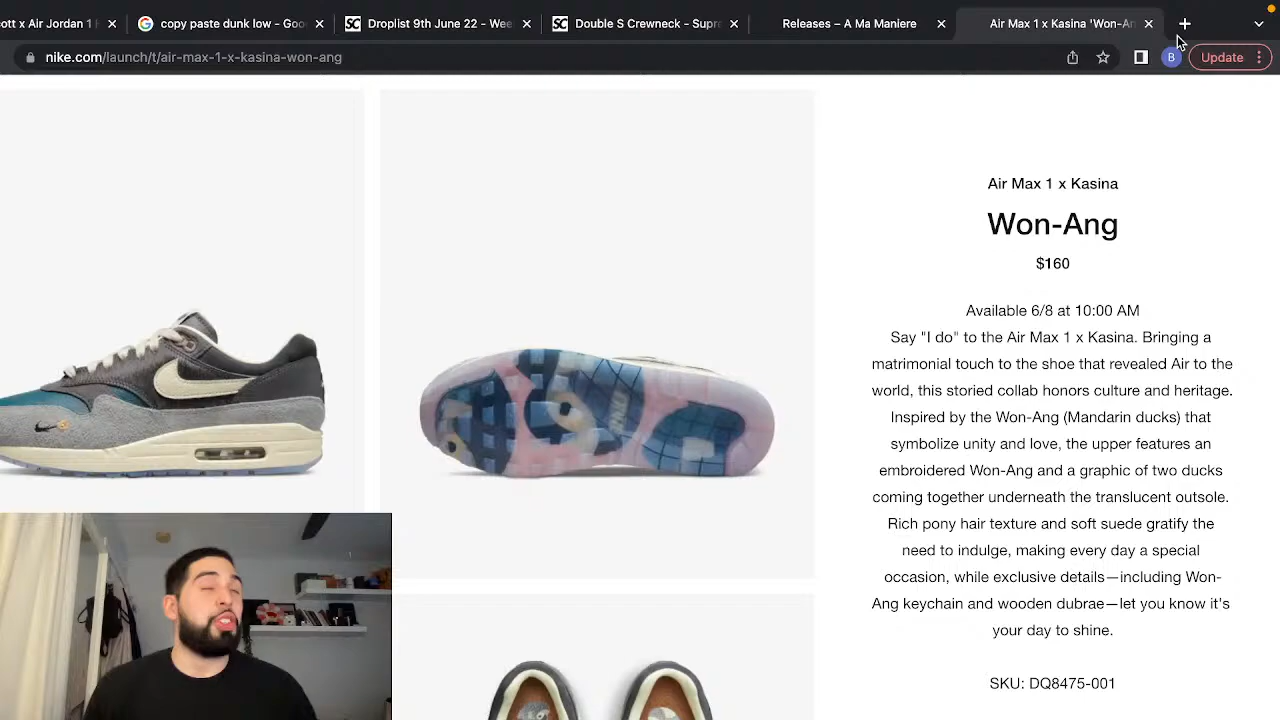 ott x Air Jordan 1 H
copy paste dunk low - Goo
Droplist 9th June 22 - Wee
Double S Crewneck - Supre
Releases – A Ma Maniere
Air Max 1 x Kasina 'Won-An
nike.com/launch/t/air-max-1-x-kasina-won-ang
B
Update
Air Max 1 x Kasina
Won-Ang
$160
Available 6/8 at 10:00 AM
Say "I do" to the Air Max 1 x Kasina. Bringing a
matrimonial touch to the shoe that revealed Air to the
world, this storied collab honors culture and heritage.
Inspired by the Won-Ang (Mandarin ducks) that
symbolize unity and love, the upper features an
embroidered Won-Ang and a graphic of two ducks
coming together underneath the translucent outsole.
Rich pony hair texture and soft suede gratify the
need to indulge, making every day a special
occasion, while exclusive details—including Won-
Ang keychain and wooden dubrae—let you know it's
your day to shine.
SKU: DQ8475-001